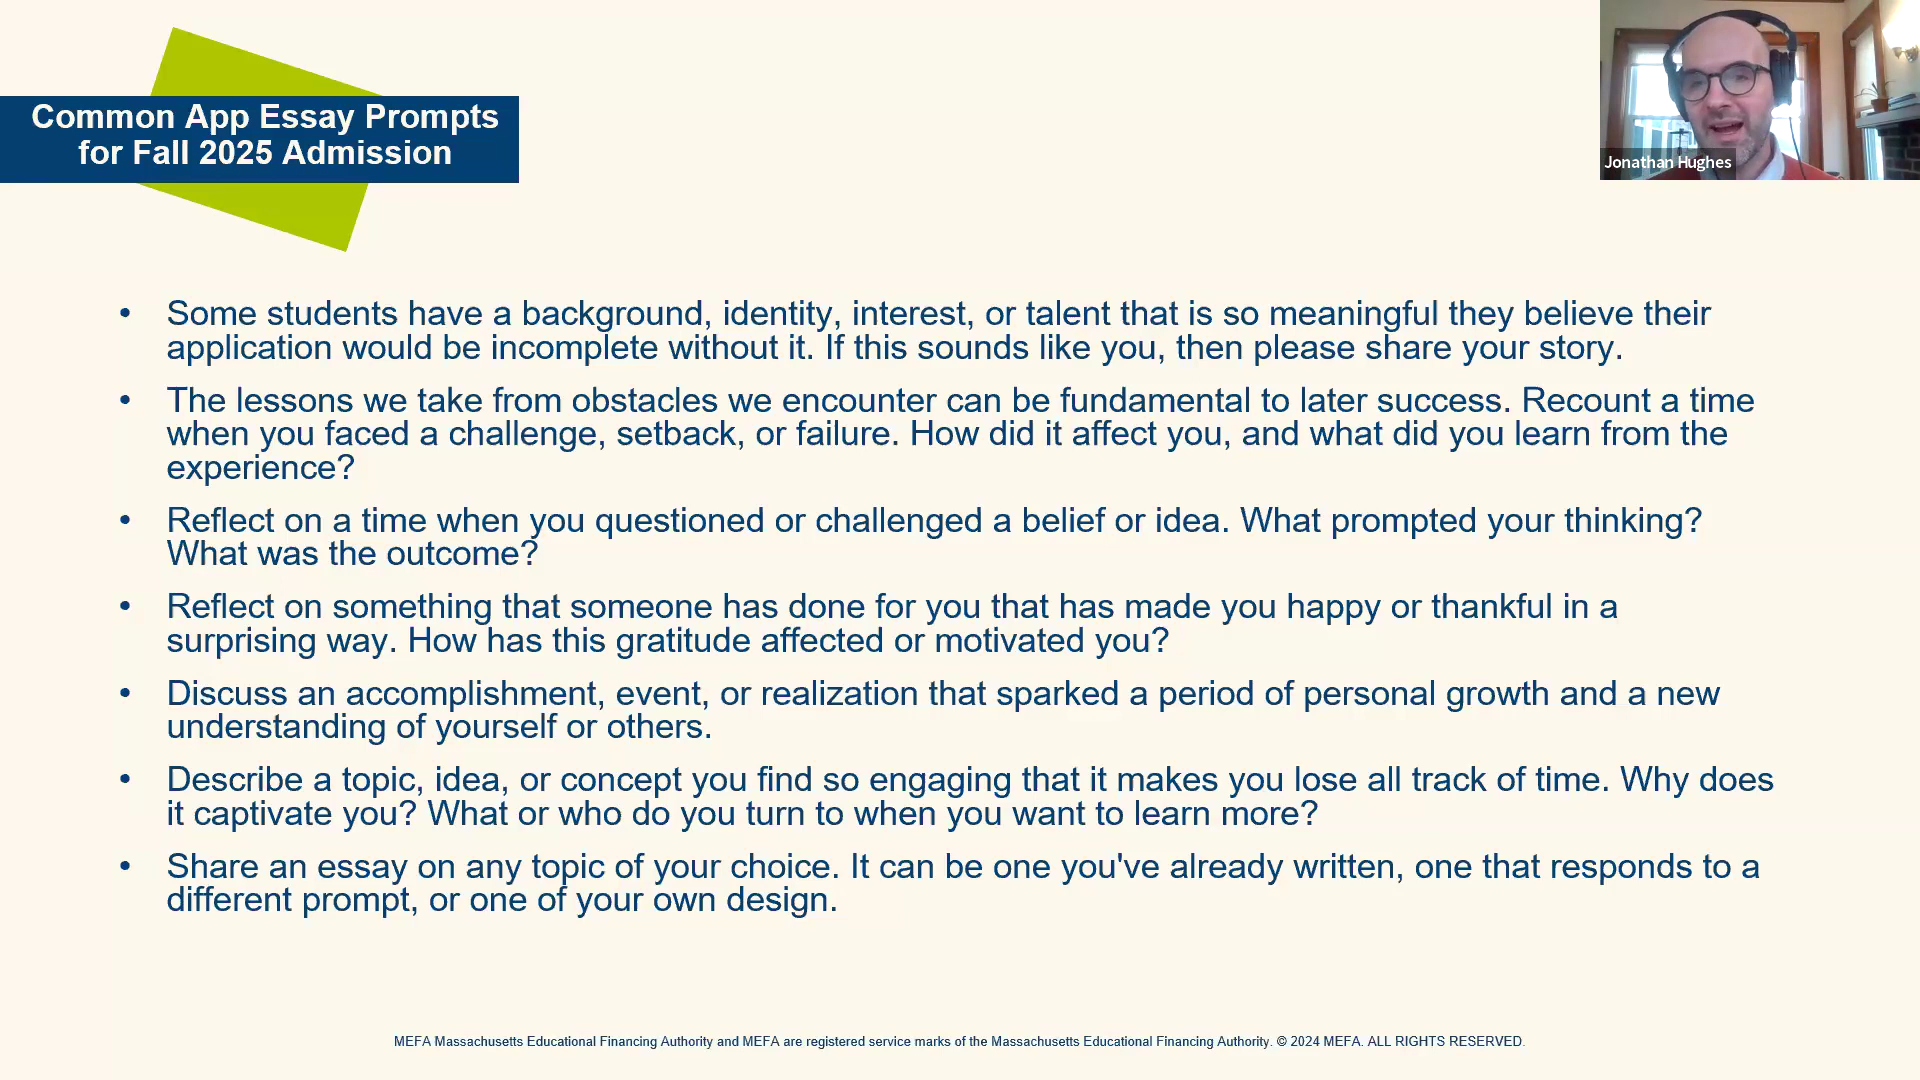 Common App Essay Prompts
for Fall 2025 Admission
Jonathan Hughes
• Some students have a background, identity, interest, or talent that is so meaningful they believe their
application would be incomplete without it. If this sounds like you, then please share your story.
• The lessons we take from obstacles we encounter can be fundamental to later success. Recount a time
when you faced a challenge, setback, or failure. How did it affect you, and what did you learn from the
experience?
• Reflect on a time when you questioned or challenged a belief or idea. What prompted your thinking?
What was the outcome?
• Reflect on something that someone has done for you that has made you happy or thankful in a
surprising way. How has this gratitude affected or motivated you?
• Discuss an accomplishment, event, or realization that sparked a period of personal growth and a new
understanding of yourself or others.
• Describe a topic, idea, or concept you find so engaging that it makes you lose all track of time. Why does
it captivate you? What or who do you turn to when you want to learn more?
• Share an essay on any topic of your choice. It can be one you've already written, one that responds to a
different prompt, or one of your own design.
MEFA Massachusetts Educational Financing Authority and MEFA are registered service marks of the Massachusetts Educational Financing Authority. © 2024 MEFA. ALL RIGHTS RESERVED.